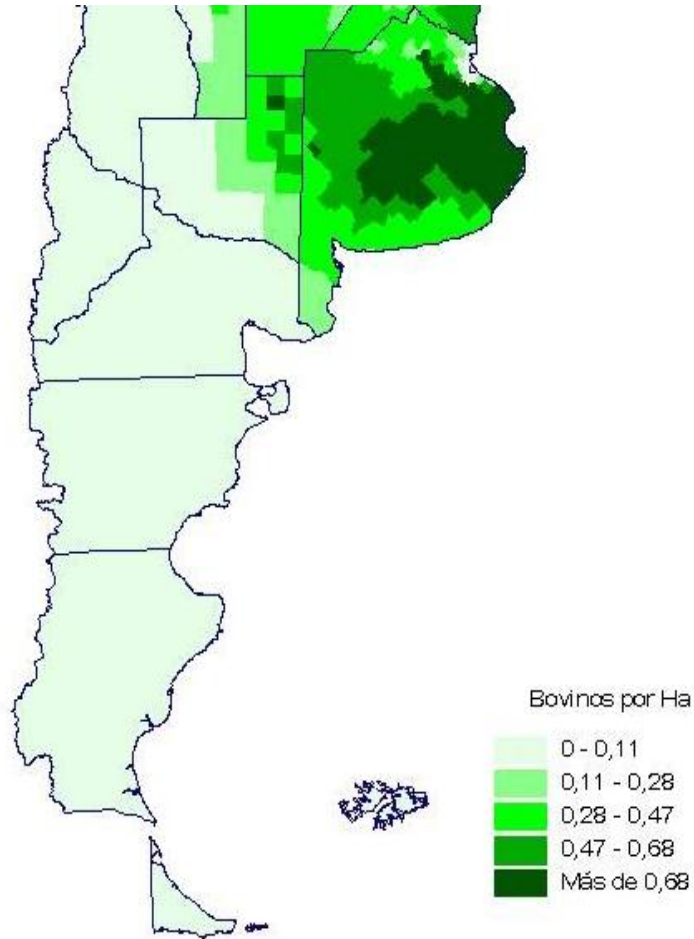 Bovinos por Ha
0 - 0,11
0,11 - 0,28
0,28 - 0,47
0,47 - 0,68
Más de 0,68